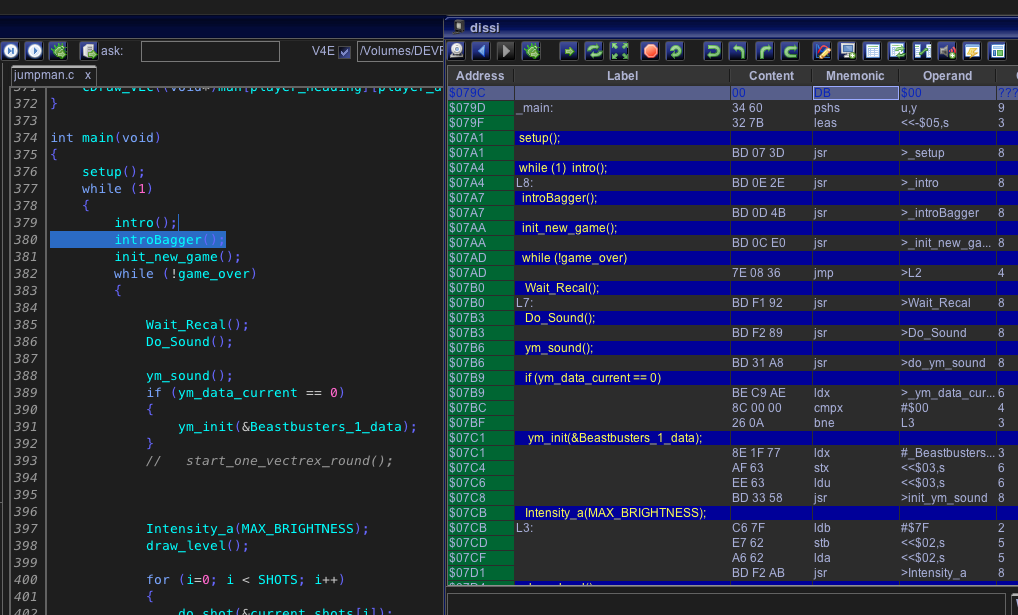 dissi
ask:
V4E
/Volumes/DEVF
jumpman.c x
372 }
373
374 int main(void)
375 {
376 setup();
377 while (1)
378 {
379 intro();
380 introBagger();
381 init_new_game();
382 while (!game_over)
383 {
384
385 Wait_Recal();
386 Do_Sound();
387
388 ym_sound();
389 if (ym_data_current == 0)
390 {
391 ym_init(&Beastbusters_1_data);
392 }
393 // start_one_vectrex_round();
394
395
396
397 Intensity_a(MAX_BRIGHTNESS);
398 draw_level();
399
400 for (i=0; i < SHOTS; i++)
401 {
402 do_shot(&current_shots[i]);
Address Label Content Mnemonic Operand
$079C 00 DB $00 ???
$079D _main: 34 60 pshs u,y 9
$079F 32 7B leas <<-$05,s 3
$07A1 setup();
$07A1 BD 07 3D jsr >_setup 8
$07A4 while (1) intro();
$07A4 L8: BD 0E 2E jsr >_intro 8
$07A7 introBagger();
$07A7 BD 0D 4B jsr >_introBagger 8
$07AA init_new_game();
$07AA BD 0C E0 jsr >_init_new_ga... 8
$07AD while (!game_over)
$07AD 7E 08 36 jmp >L2 4
$07B0 Wait_Recal();
$07B0 L7: BD F1 92 jsr >Wait_Recal 8
$07B3 Do_Sound();
$07B3 BD F2 89 jsr >Do_Sound 8
$07B6 ym_sound();
$07B6 BD 31 A8 jsr >do_ym_sound 8
$07B9 if (ym_data_current == 0)
$07B9 BE C9 AE ldx >_ym_data_cur... 6
$07BC 8C 00 00 cmpx #$00 4
$07BF 26 0A bne L3 3
$07C1 ym_init(&Beastbusters_1_data);
$07C1 8E 1F 77 ldx #_Beastbusters... 3
$07C4 AF 63 stx <<$03,s 6
$07C6 EE 63 ldu <<$03,s 6
$07C8 BD 33 58 jsr >init_ym_sound 8
$07CB Intensity_a(MAX_BRIGHTNESS);
$07CB L3: C6 7F ldb #$7F 2
$07CD E7 62 stb <<$02,s 5
$07CF A6 62 lda <<$02,s 5
$07D1 BD F2 AB jsr >Intensity_a 8